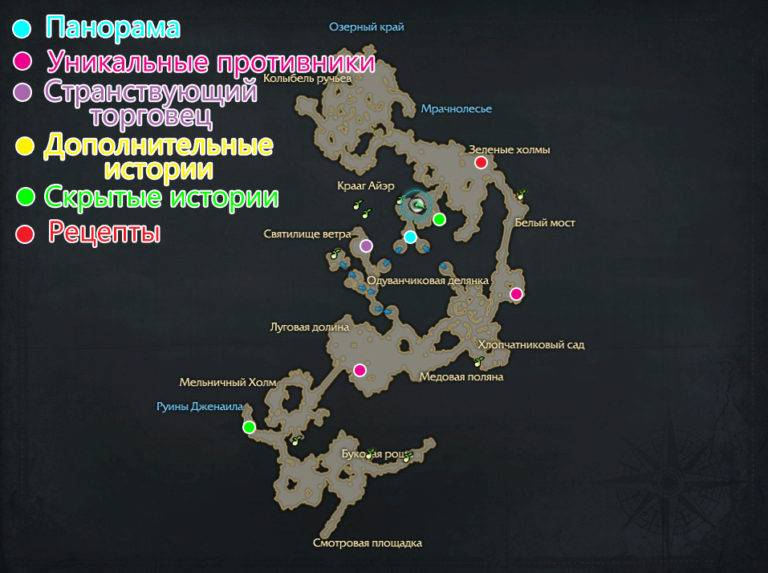 Панорама
Уникальные противники
Странствующий
торговец
Дополнительные
истории
Скрытые истории
Рецепты
Озерный край
Колыбель ручьев
Мрачнолесье
Зеленые холмы
Крааг Айэр
Белый мост
Святилище ветра
Одуванчиковая делянка
Луговая долина
Хлопчатниковый сад
Медовая поляна
Мельничный Холм
Руины Дженаила
Буковая роща
Смотровая площадка